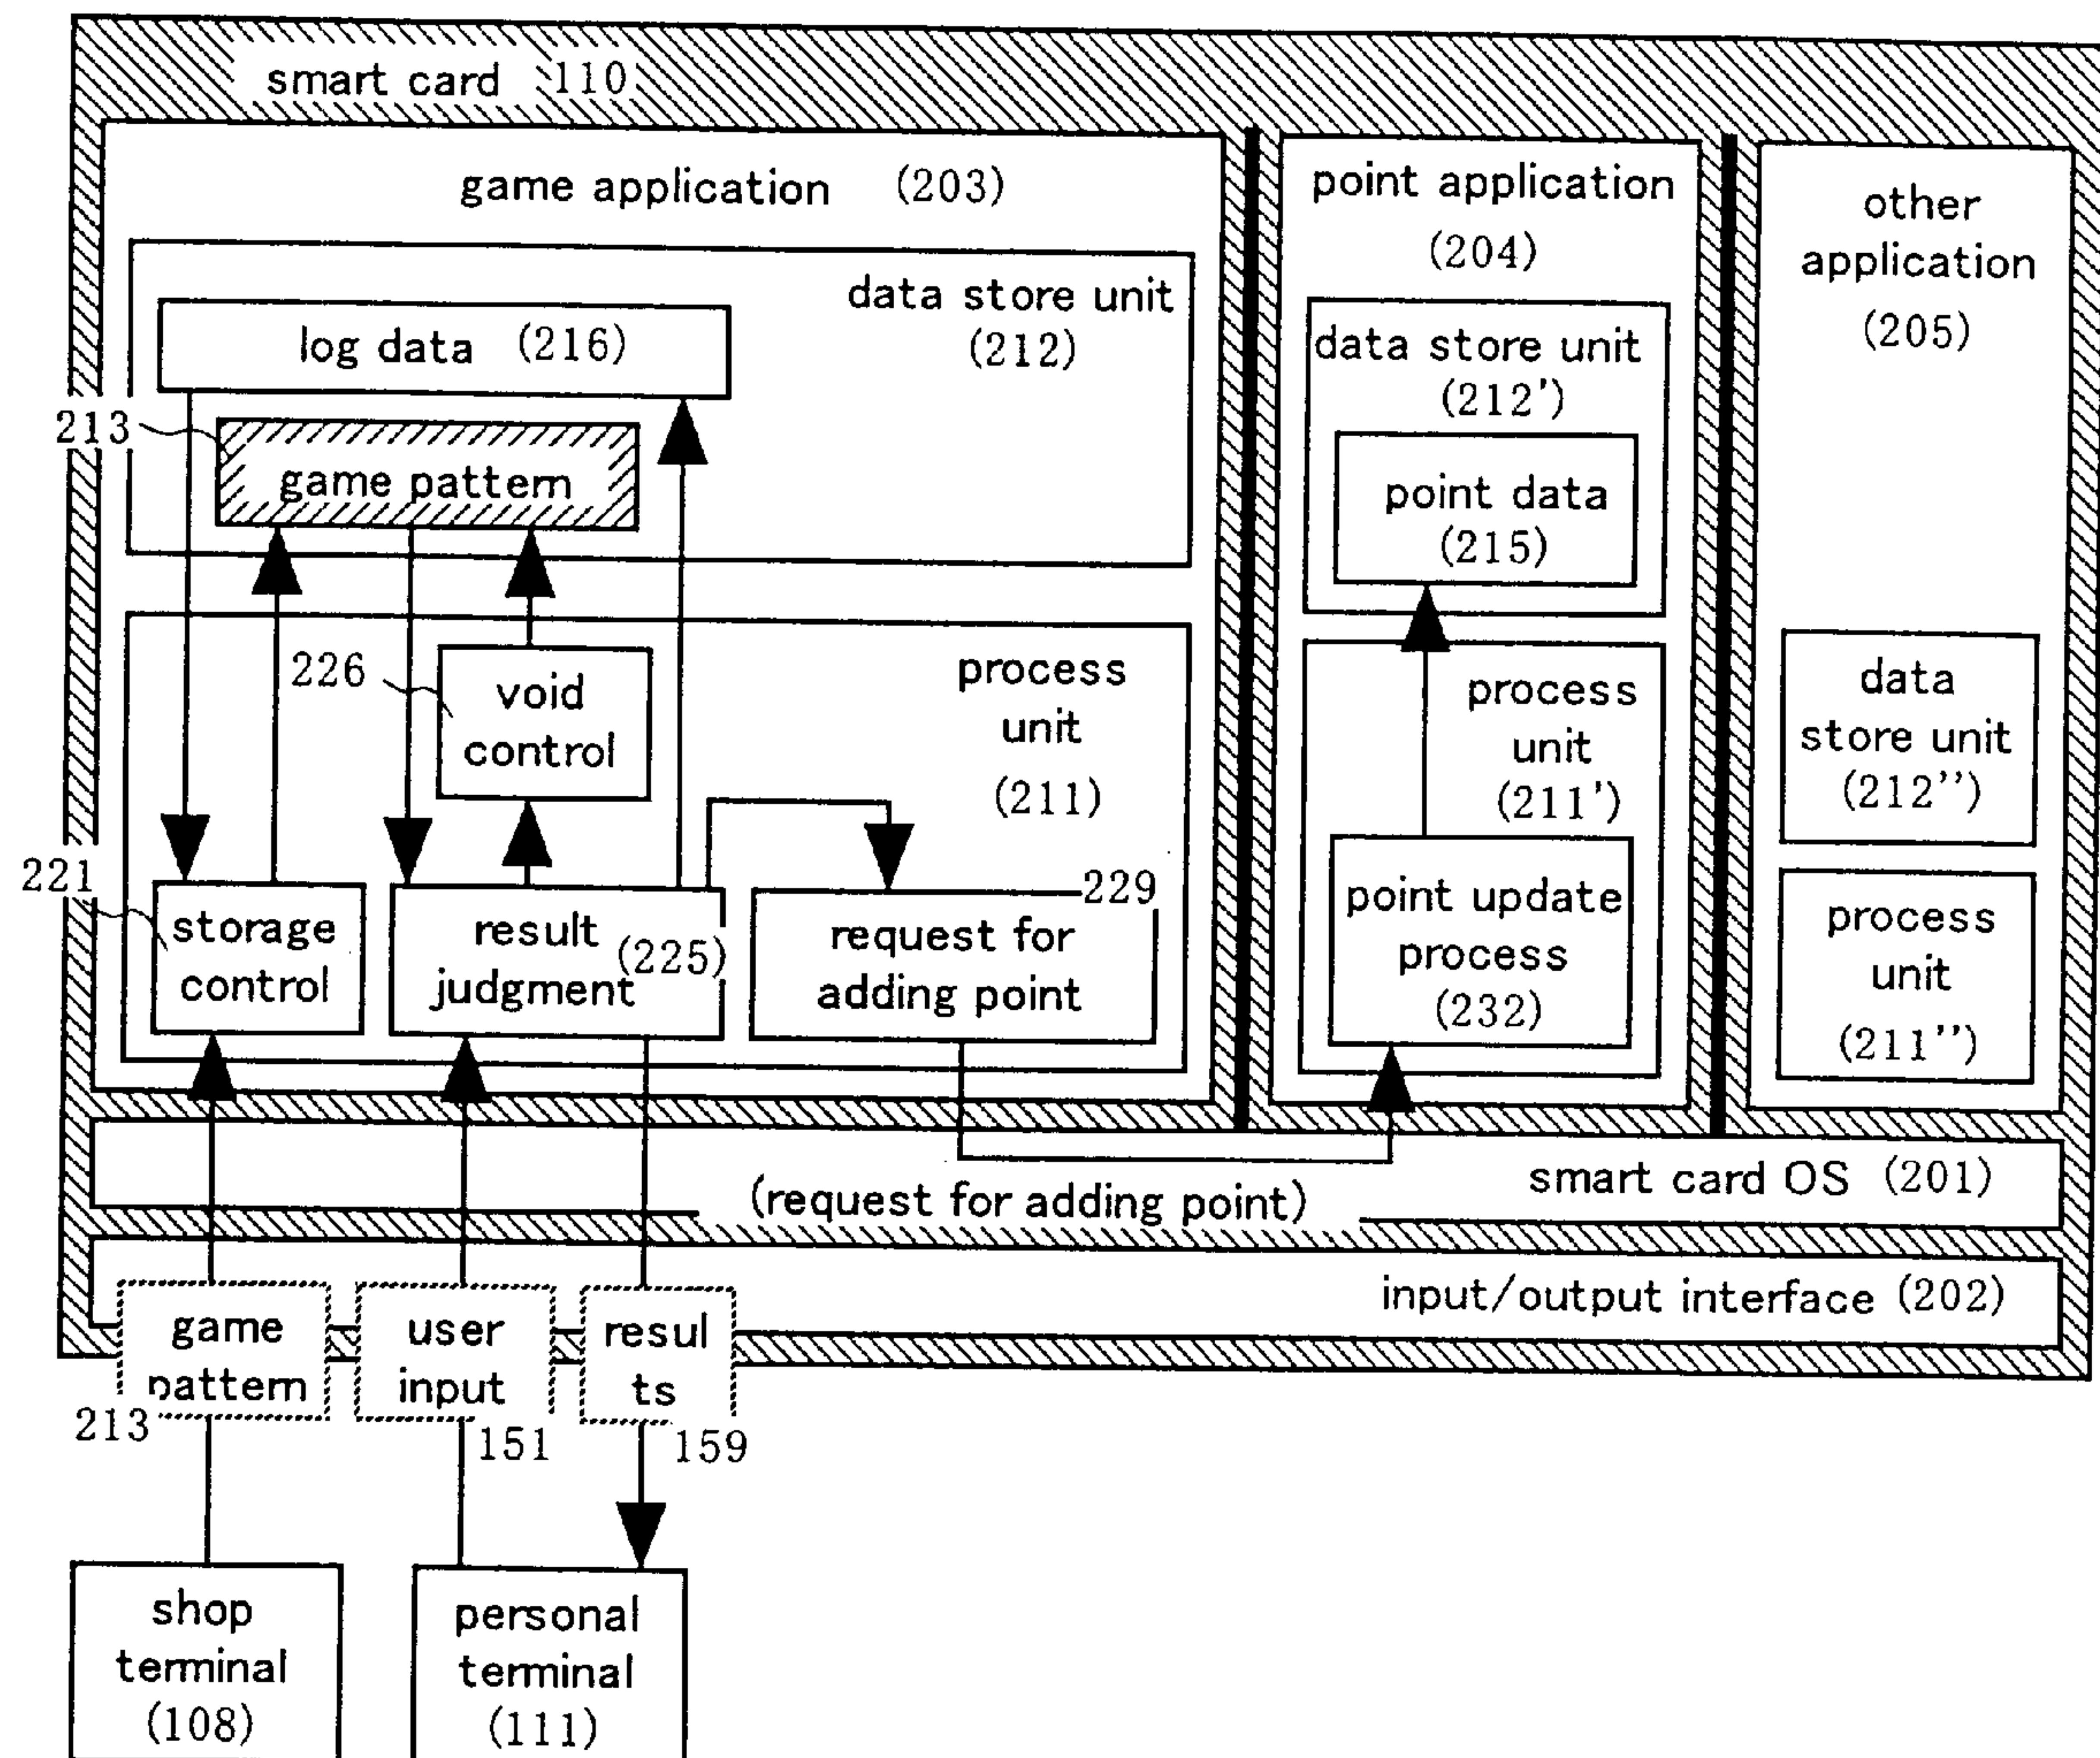 smart card 110
game application (203)
data store unit
(212)
log data (216)
213
game pattern
226
void
control
process
unit
(211)
221
storage
control
result
judgment
(225)
229
request for
adding point
point application
(204)
data store unit
(212')
point data
(215)
process
unit
(211')
point update
process
(232)
other
application
(205)
data
store unit
(212'')
process
unit
(211'')
(request for adding point)
smart card OS (201)
input/output interface (202)
game
pattern
213
user
input
151
resul
ts
159
shop
terminal
(108)
personal
terminal
(111)